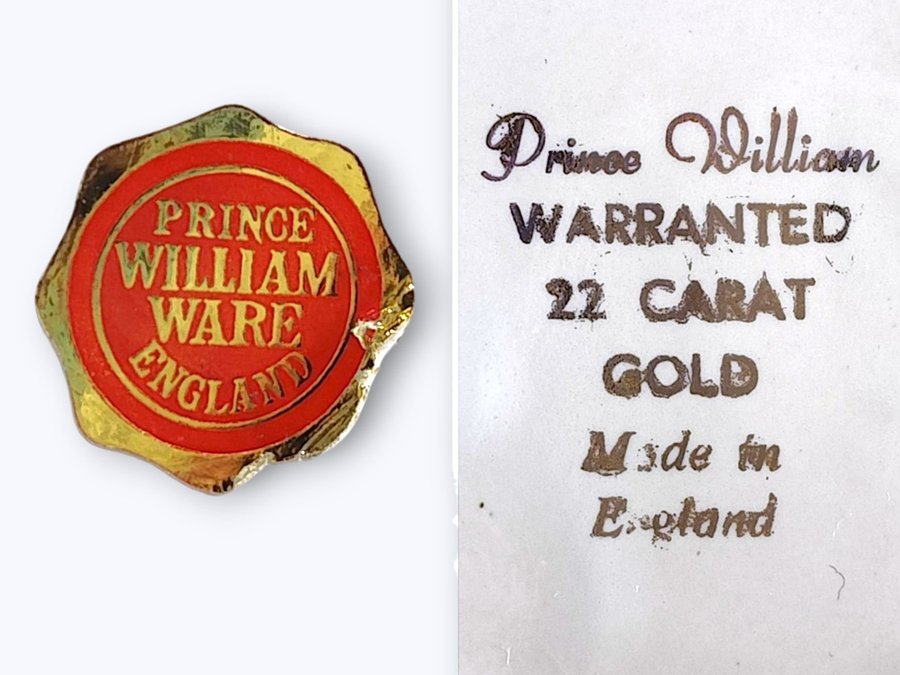 PRINCE
WILLIAM
WARE
ENGLAND
Prince William
WARRANTED
22 CARAT
GOLD
Made in
England